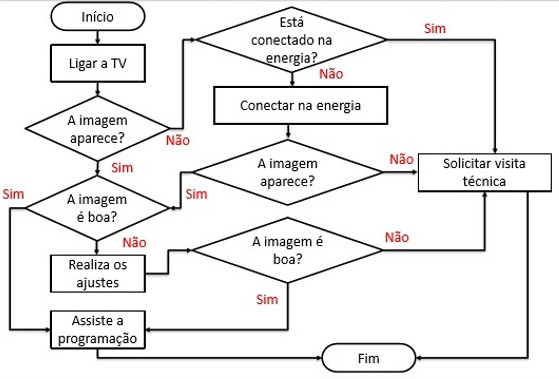 Início
Ligar a TV
A imagem
aparece?
Não
Sim
Está
conectado na
energia?
Sim
Não
Conectar na energia
A imagem
aparece?
Não
Sim
Solicitar visita
técnica
A imagem
é boa?
Sim
Não
Realiza os
ajustes
A imagem é
boa?
Não
Sim
Assiste a
programação
Fim